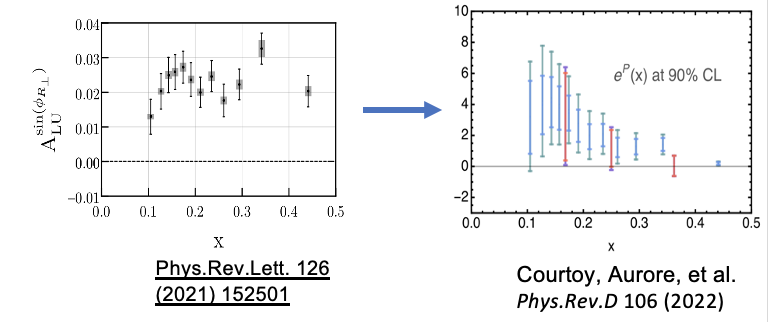 0.04
0.03
0.02
0.01
0.00
−0.01
0.0 0.1 0.2 0.3 0.4 0.5
A_LU^sin(φ_R⊥)
x
Phys.Rev.Lett. 126
(2021) 152501
10
8
6
4
2
0
−2
0.0 0.1 0.2 0.3 0.4 0.5
e^P(x) at 90% CL
x
Courtoy, Aurore, et al.
Phys.Rev.D 106 (2022)